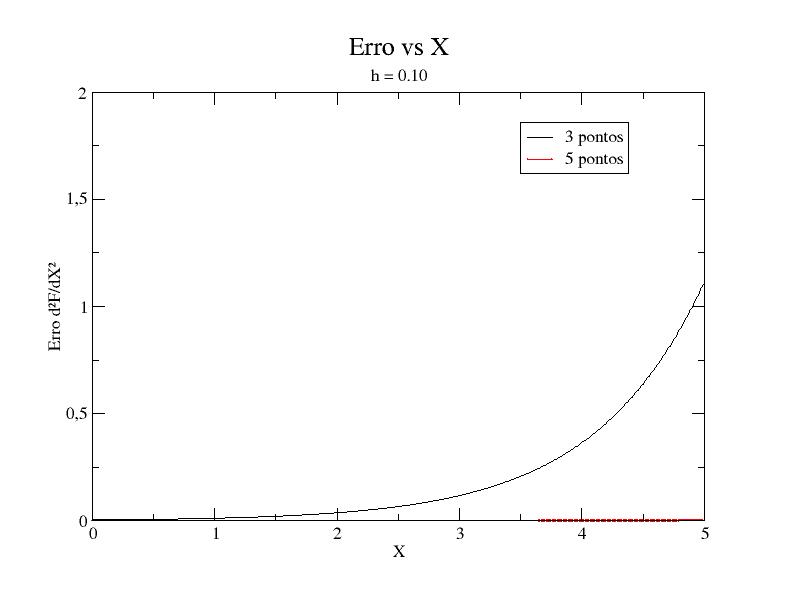 Erro vs X
h = 0.10
3 pontos
5 pontos
Erro d²F/dX²
2
1,5
1
0,5
0
0
1
2
3
4
5
X